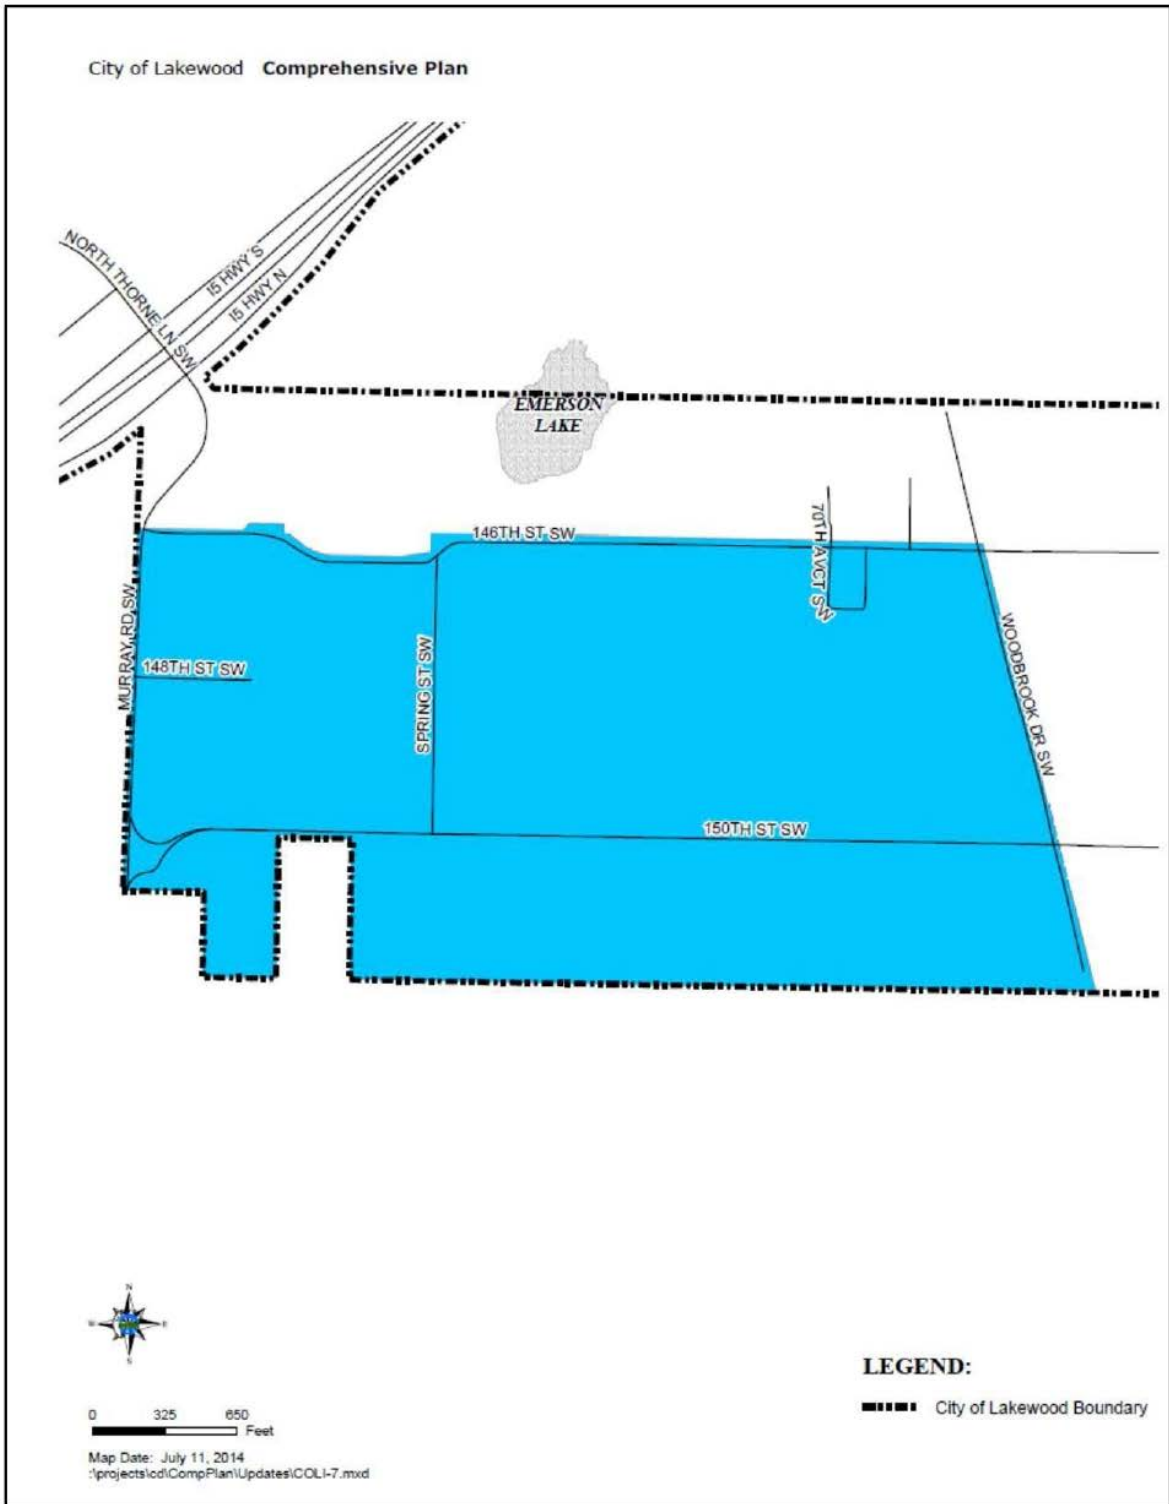 City of Lakewood Comprehensive Plan
NORTH THORNE LN SW
I5 HWY S
I5 HWY N
EMERSON
LAKE
146TH ST SW
70TH AVCT SW
MURRAY RD SW
148TH ST SW
SPRING ST SW
WOODBROOK DR SW
150TH ST SW
N
W
E
S
LEGEND:
City of Lakewood Boundary
0 325 650
Feet
Map Date: July 11, 2014
:\projects\cd\CompPlan\Updates\COLI-7.mxd